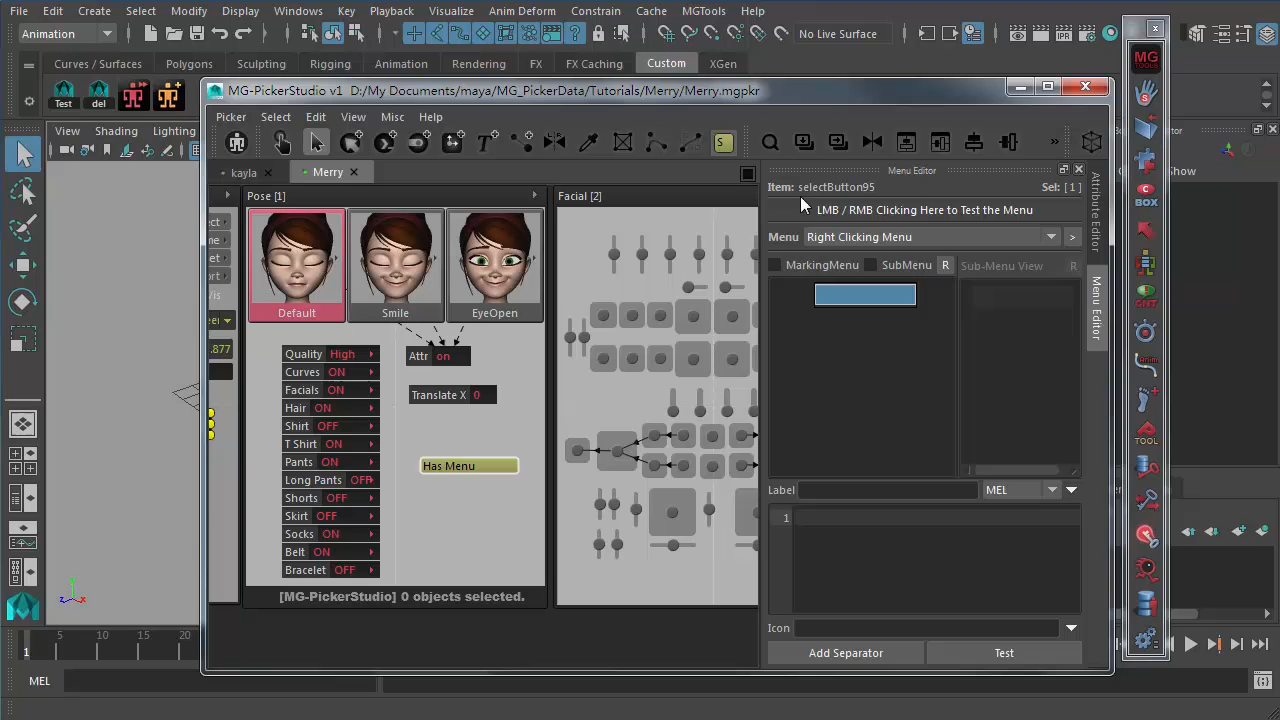 File Edit Create Select Modify Display Windows Key Playback Visualize Anim Deform Constrain Cache MGTools Help
Animation No Live Surface
Curves / Surfaces Polygons Sculpting Rigging Animation Rendering FX FX Caching Custom XGen
Test del
MG-PickerStudio v1 D:/My Documents/maya/MG_PickerData/Tutorials/Merry/Merry.mgpkr
View Shading Lighting
Picker Select Edit View Misc Help
T S »
kayla Merry
Menu Editor
Pose [1] Facial [2]
Item: selectButton95 Sel: [ 1 ]
LMB / RMB Clicking Here to Test the Menu
Menu Right Clicking Menu >
MarkingMenu SubMenu R Sub-Menu View R
Default Smile EyeOpen
Quality High
Curves ON
Facials ON
Hair ON
Shirt OFF
T Shirt ON
Pants ON
Long Pants OFF
Shorts OFF
Skirt OFF
Socks ON
Belt ON
Bracelet OFF
Attr on
Translate X 0
Has Menu
.877
[MG-PickerStudio] 0 objects selected.
Label MEL
1
Icon
Add Separator Test
Attribute Editor
Menu Editor
Show
MG
TOOLS
C
BOX
CNT
Anim
TOOL
y
z x
5 10 15 20
1
MEL